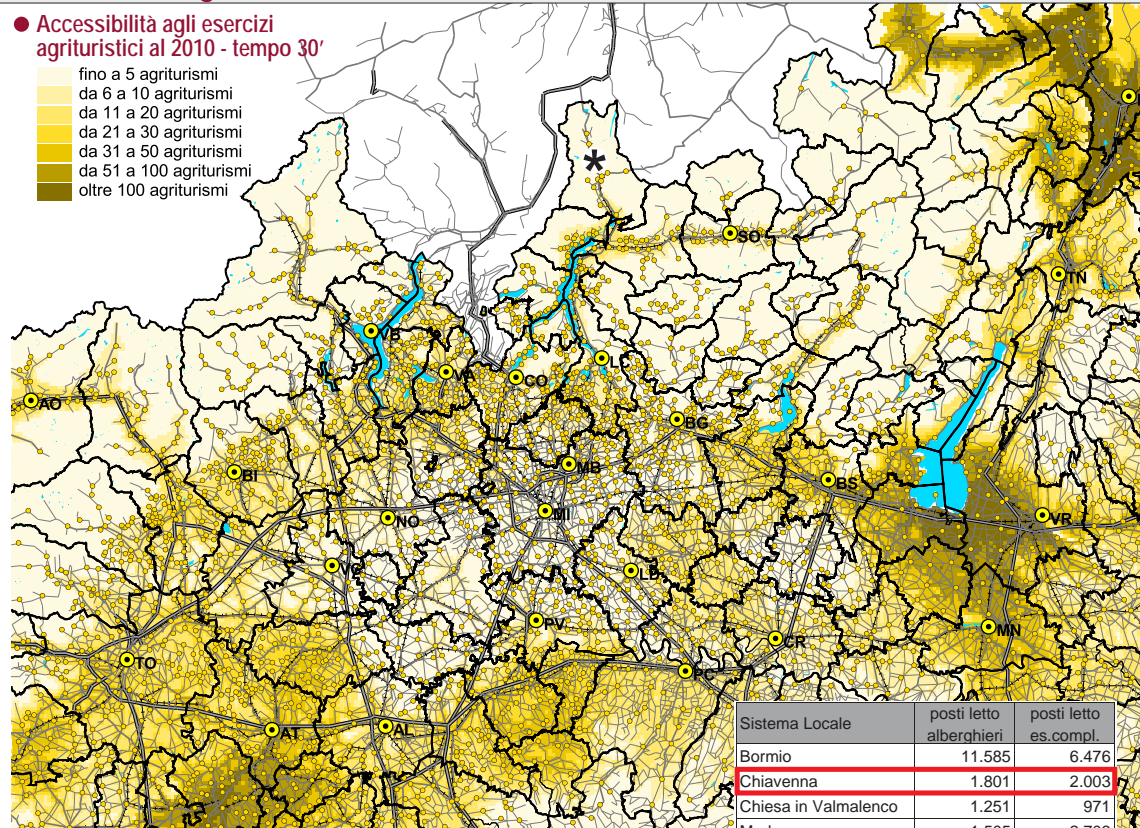 Accessibilità agli esercizi
agrituristici al 2010 - tempo 30'
fino a 5 agriturismi
da 6 a 10 agriturismi
da 11 a 20 agriturismi
da 21 a 30 agriturismi
da 31 a 50 agriturismi
da 51 a 100 agriturismi
oltre 100 agriturismi
*
SO
TN
VB
VA
CO
LC
AO
BG
BI
MB
BS
MI
NO
VR
VC
LD
PV
MN
CR
TO
PC
AT
AL
Sistema Locale posti letto alberghieri posti letto es.compl.
Bormio 11.585 6.476
Chiavenna 1.801 2.003
Chiesa in Valmalenco 1.251 971